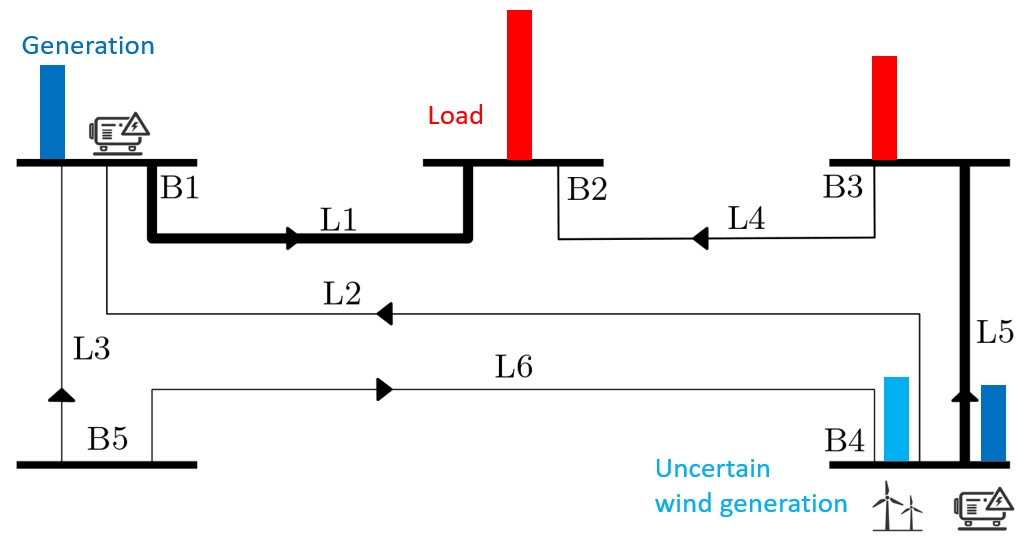 Generation
Load
B1
B2
B3
L1
L4
L2
L3
L5
L6
B5
B4
Uncertain
wind generation